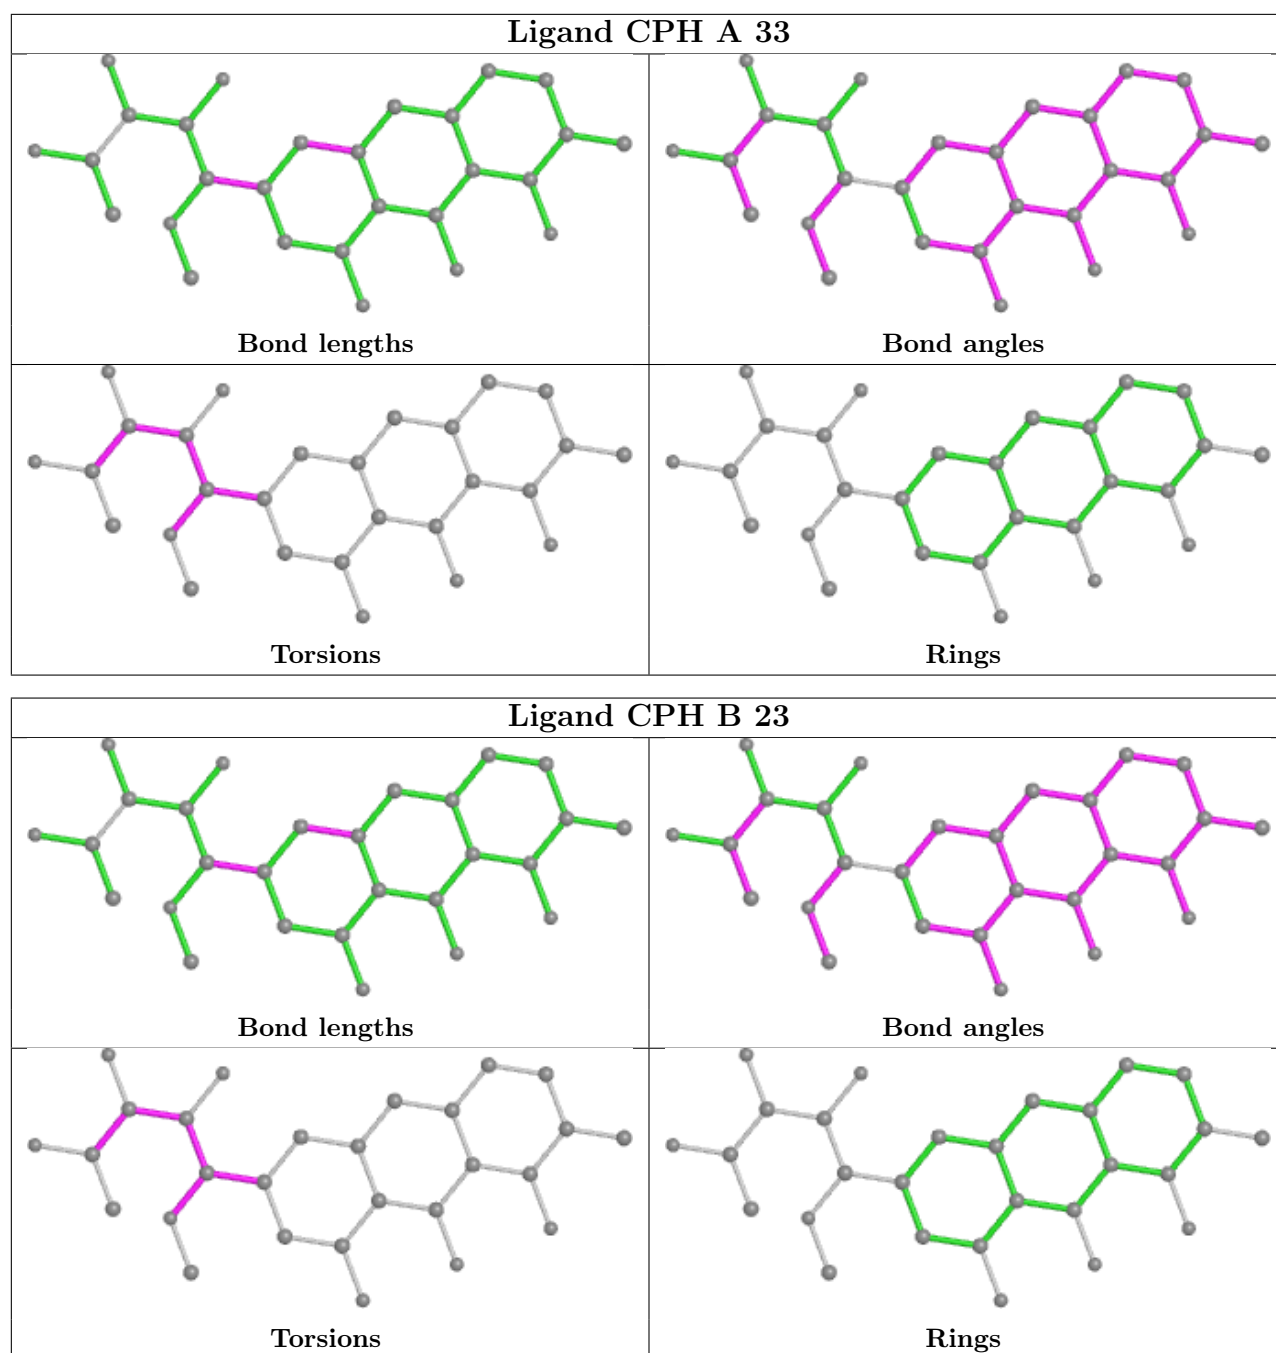 Ligand CPH A 33
Bond lengths
Bond angles
Torsions
Rings
Ligand CPH B 23
Bond lengths
Bond angles
Torsions
Rings